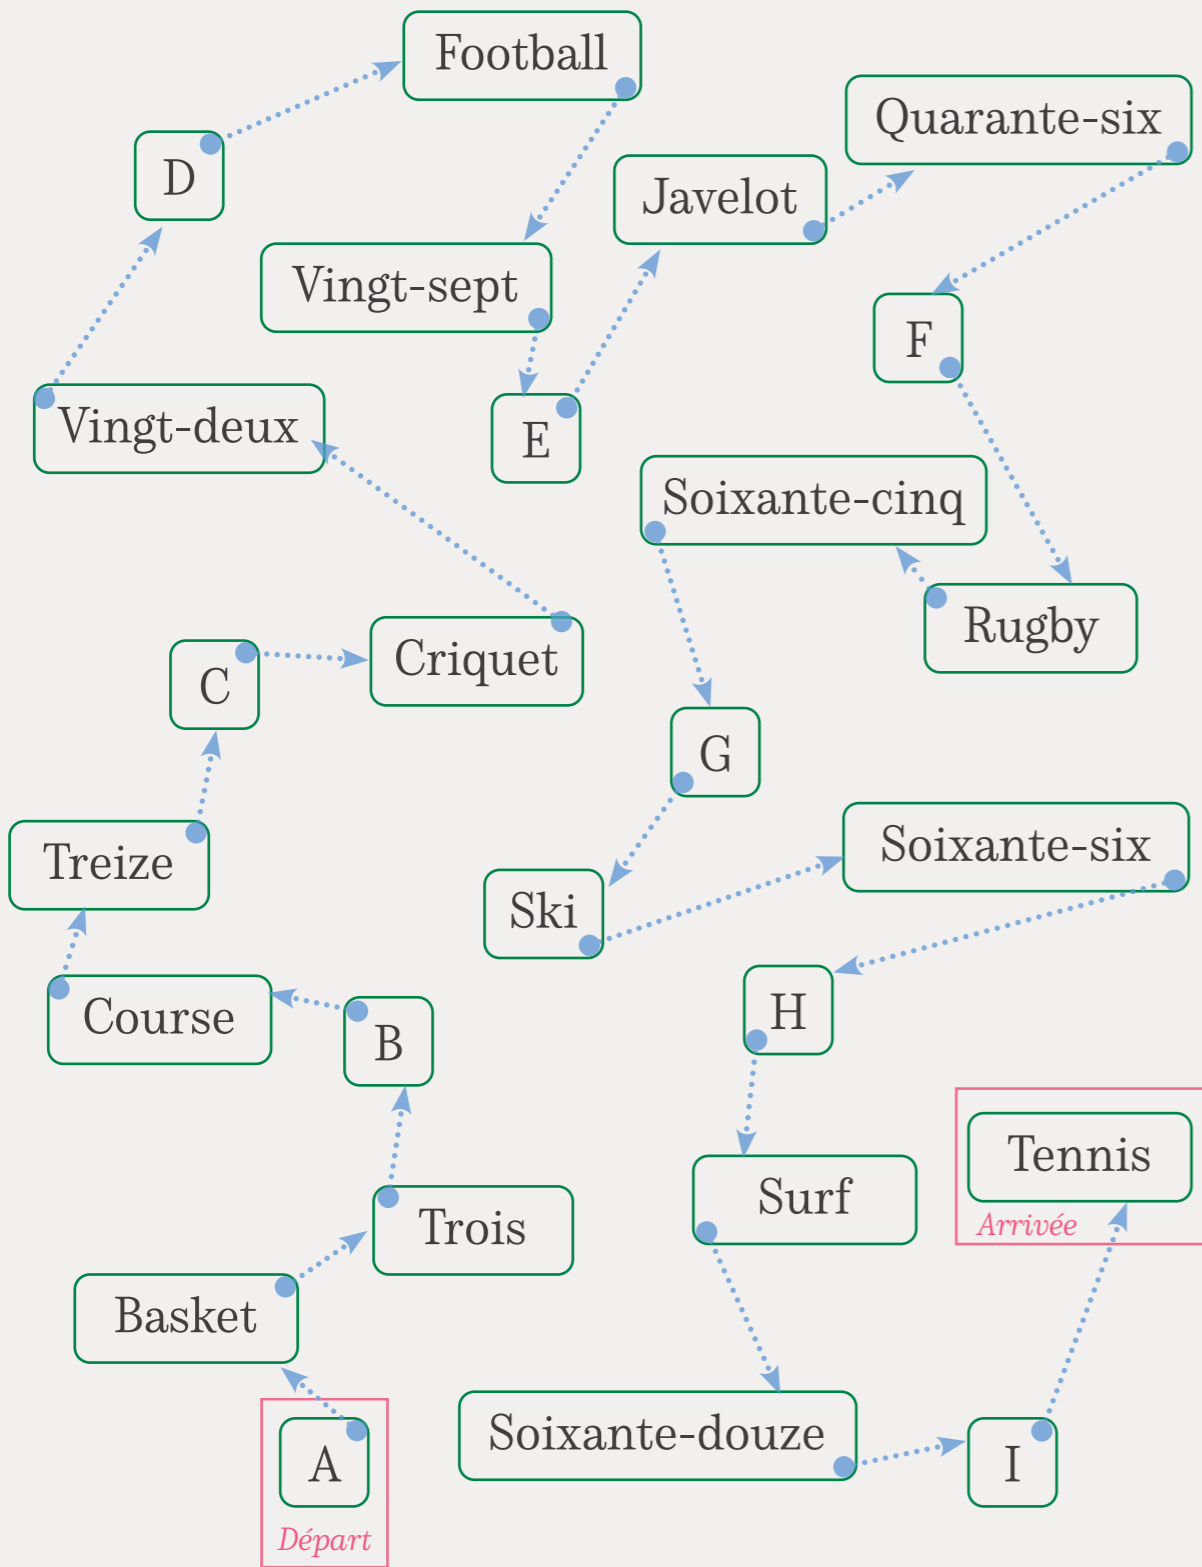 Football
Quarante-six
D
Javelot
Vingt-sept
F
Vingt-deux
E
Soixante-cinq
Rugby
Criquet
C
G
Treize
Soixante-six
Ski
Course
H
B
Tennis
Surf
Arrivée
Trois
Basket
Soixante-douze
A
I
Départ